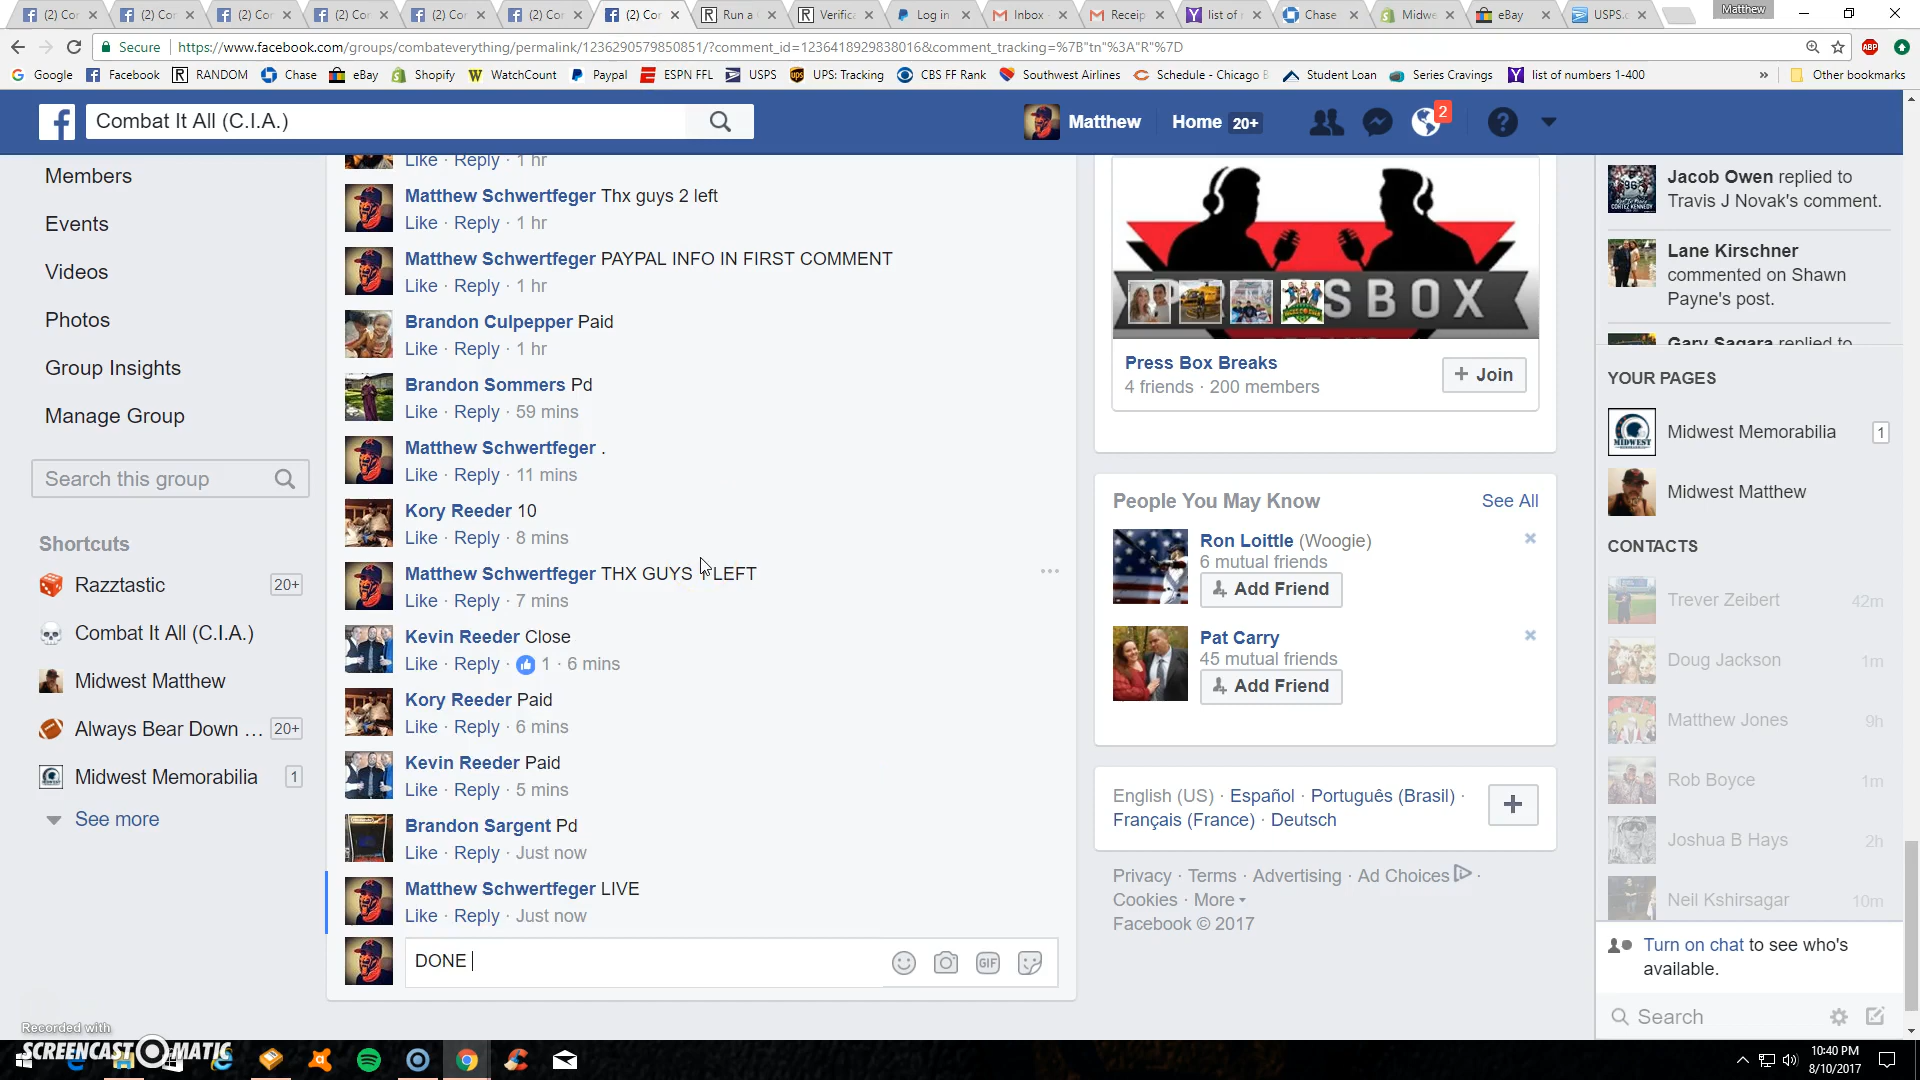 (2) Cor
(2) Cor
(2) Cor
(2) Cor
(2) Cor
(2) Cor
(2) Cor
Run a
Verifica
Log in
Inbox
Receip
list of
Chase
Midwe
eBay
USPS.c
Matthew
Secure
https://www.facebook.com/groups/combateverything/permalink/1236290579850851/?comment_id=1236418929838016&comment_tracking=%7B"tn"%3A"R"%7D
Google
Facebook
RANDOM
Chase
eBay
Shopify
WatchCount
Paypal
ESPN FFL
USPS
UPS: Tracking
CBS FF Rank
Southwest Airlines
Schedule - Chicago B
Student Loan
Series Cravings
list of numbers 1-400
»
Other bookmarks
Combat It All (C.I.A.)
Matthew
Home 20+
2
Members
Events
Videos
Photos
Group Insights
Manage Group
Search this group
Shortcuts
Razztastic 20+
Combat It All (C.I.A.)
Midwest Matthew
Always Bear Down ... 20+
Midwest Memorabilia 1
See more
Like · Reply · 1 hr
Matthew Schwertfeger Thx guys 2 left
Like · Reply · 1 hr
Matthew Schwertfeger PAYPAL INFO IN FIRST COMMENT
Like · Reply · 1 hr
Brandon Culpepper Paid
Like · Reply · 1 hr
Brandon Sommers Pd
Like · Reply · 59 mins
Matthew Schwertfeger .
Like · Reply · 11 mins
Kory Reeder 10
Like · Reply · 8 mins
Matthew Schwertfeger THX GUYS 1 LEFT
Like · Reply · 7 mins
Kevin Reeder Close
Like · Reply · 1 · 6 mins
Kory Reeder Paid
Like · Reply · 6 mins
Kevin Reeder Paid
Like · Reply · 5 mins
Brandon Sargent Pd
Like · Reply · Just now
Matthew Schwertfeger LIVE
Like · Reply · Just now
DONE
GIF
SBOX
Press Box Breaks
4 friends · 200 members
+ Join
People You May Know
See All
Ron Loittle (Woogie)
6 mutual friends
Add Friend
Pat Carry
45 mutual friends
Add Friend
English (US) · Español · Português (Brasil) ·
Français (France) · Deutsch
Privacy · Terms · Advertising · Ad Choices ·
Cookies · More
Facebook © 2017
Jacob Owen replied to
Travis J Novak's comment.
Lane Kirschner
commented on Shawn
Payne's post.
Gary Sagara replied to
YOUR PAGES
Midwest Memorabilia 1
Midwest Matthew
CONTACTS
Trever Zeibert 42m
Doug Jackson 1m
Matthew Jones 9h
Rob Boyce 1m
Joshua B Hays 2h
Neil Kshirsagar 10m
Turn on chat to see who's
available.
Search
Recorded with
SCREENCAST-O-MATIC
10:40 PM
8/10/2017